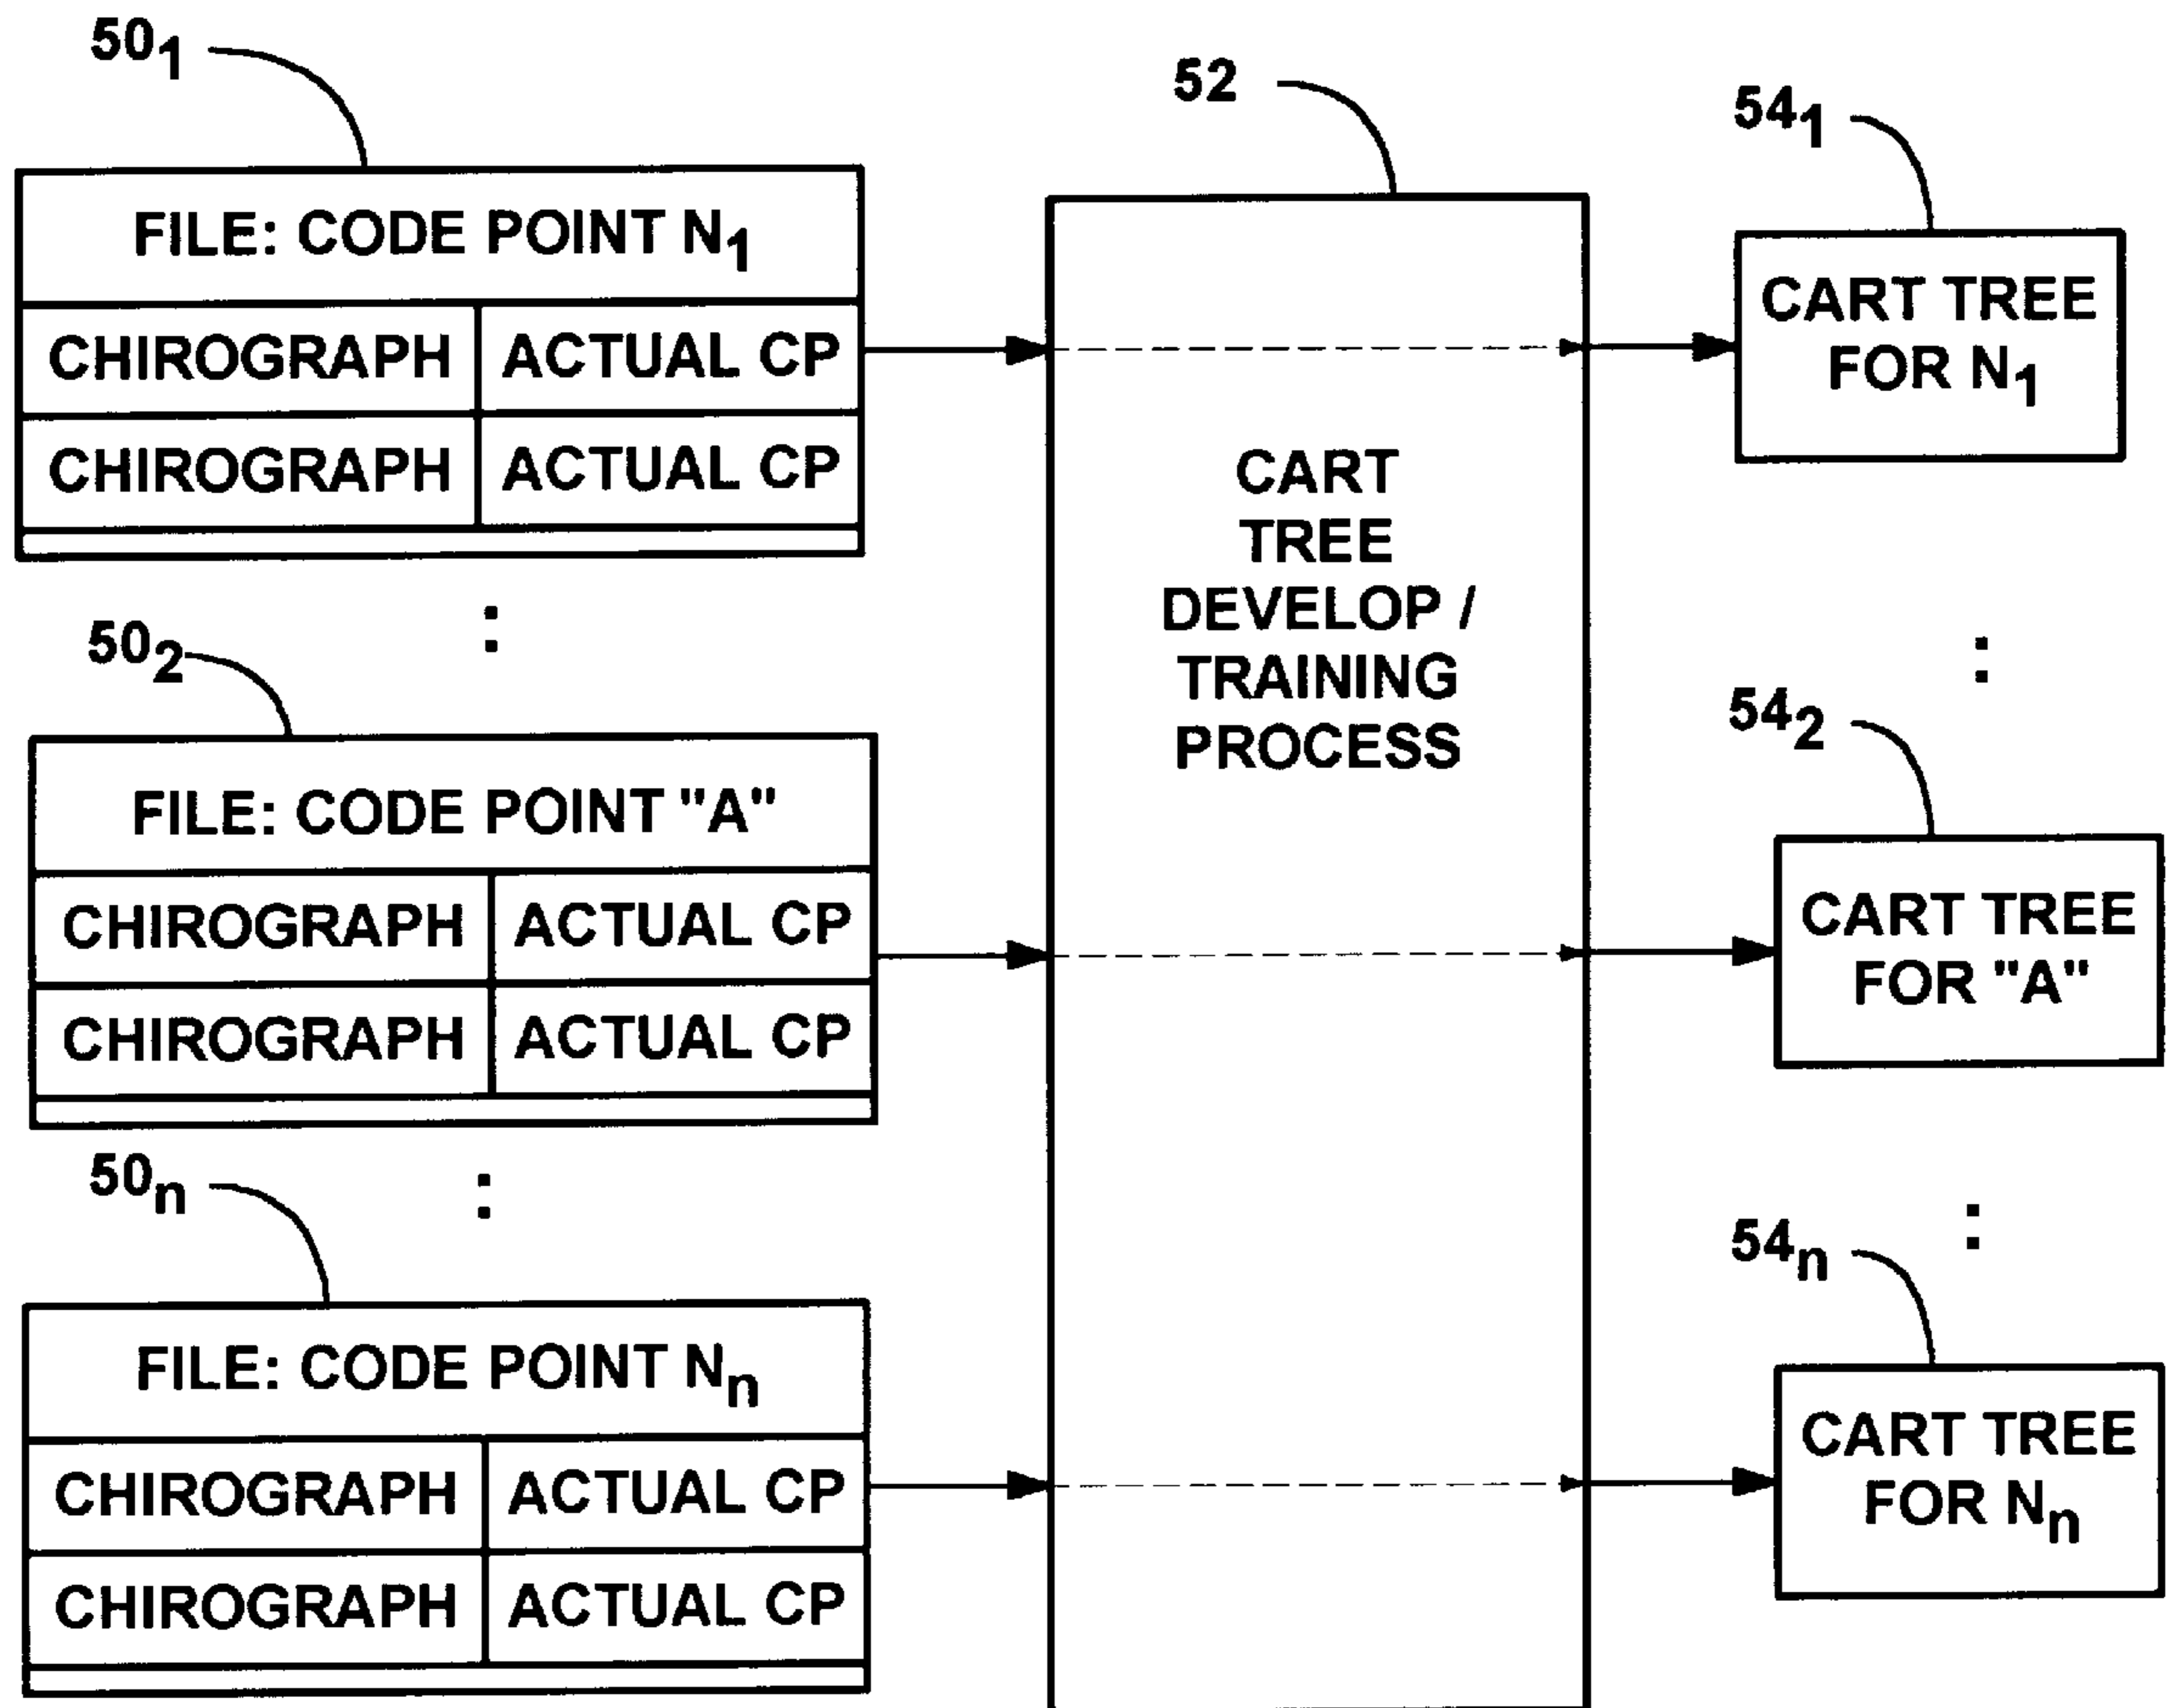 50₁
FILE: CODE POINT N₁
CHIROGRAPH ACTUAL CP
CHIROGRAPH ACTUAL CP
:
50₂
FILE: CODE POINT "A"
CHIROGRAPH ACTUAL CP
CHIROGRAPH ACTUAL CP
:
50ₙ
FILE: CODE POINT Nₙ
CHIROGRAPH ACTUAL CP
CHIROGRAPH ACTUAL CP
52
CART
TREE
DEVELOP /
TRAINING
PROCESS
54₁
CART TREE
FOR N₁
:
54₂
CART TREE
FOR "A"
:
54ₙ
CART TREE
FOR Nₙ